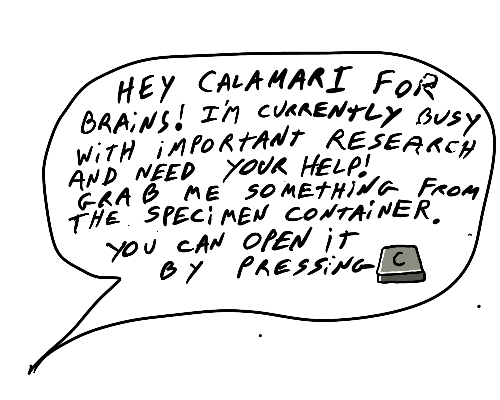 HEY CALAMARI FOR
BRAiNS! I'M CURRENTLY BUSY
WiTH iMPORTANT RESEARCH
AND NEED YOUR HELP!
GRAB ME SOMETHiNG FROM
THE SPECiMEN CONTAiNER.
YOU CAN OPEN iT
BY PRESSiNG C